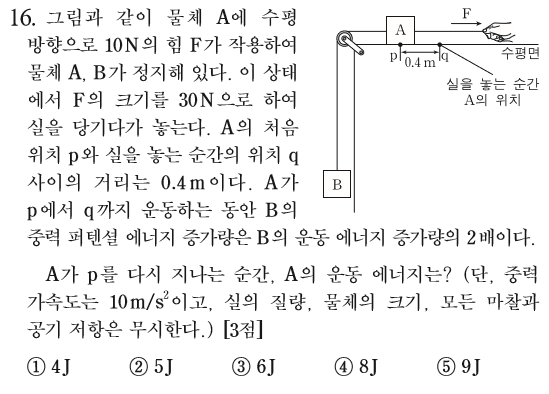 16. 그림과 같이 물체 A에 수평
방향으로 10N의 힘 F가 작용하여
물체 A, B가 정지해 있다. 이 상태
에서 F의 크기를 30N으로 하여
실을 당기다가 놓는다. A의 처음
위치 p와 실을 놓는 순간의 위치 q
사이의 거리는 0.4m이다. A가
p에서 q까지 운동하는 동안 B의
중력 퍼텐셜 에너지 증가량은 B의 운동 에너지 증가량의 2배이다.
A
F
p
0.4m
q
수평면
실을 놓는 순간
A의 위치
B
A가 p를 다시 지나는 순간, A의 운동 에너지는? (단, 중력
가속도는 10m/s²이고, 실의 질량, 물체의 크기, 모든 마찰과
공기 저항은 무시한다.) [3점]
① 4J ② 5J ③ 6J ④ 8J ⑤ 9J